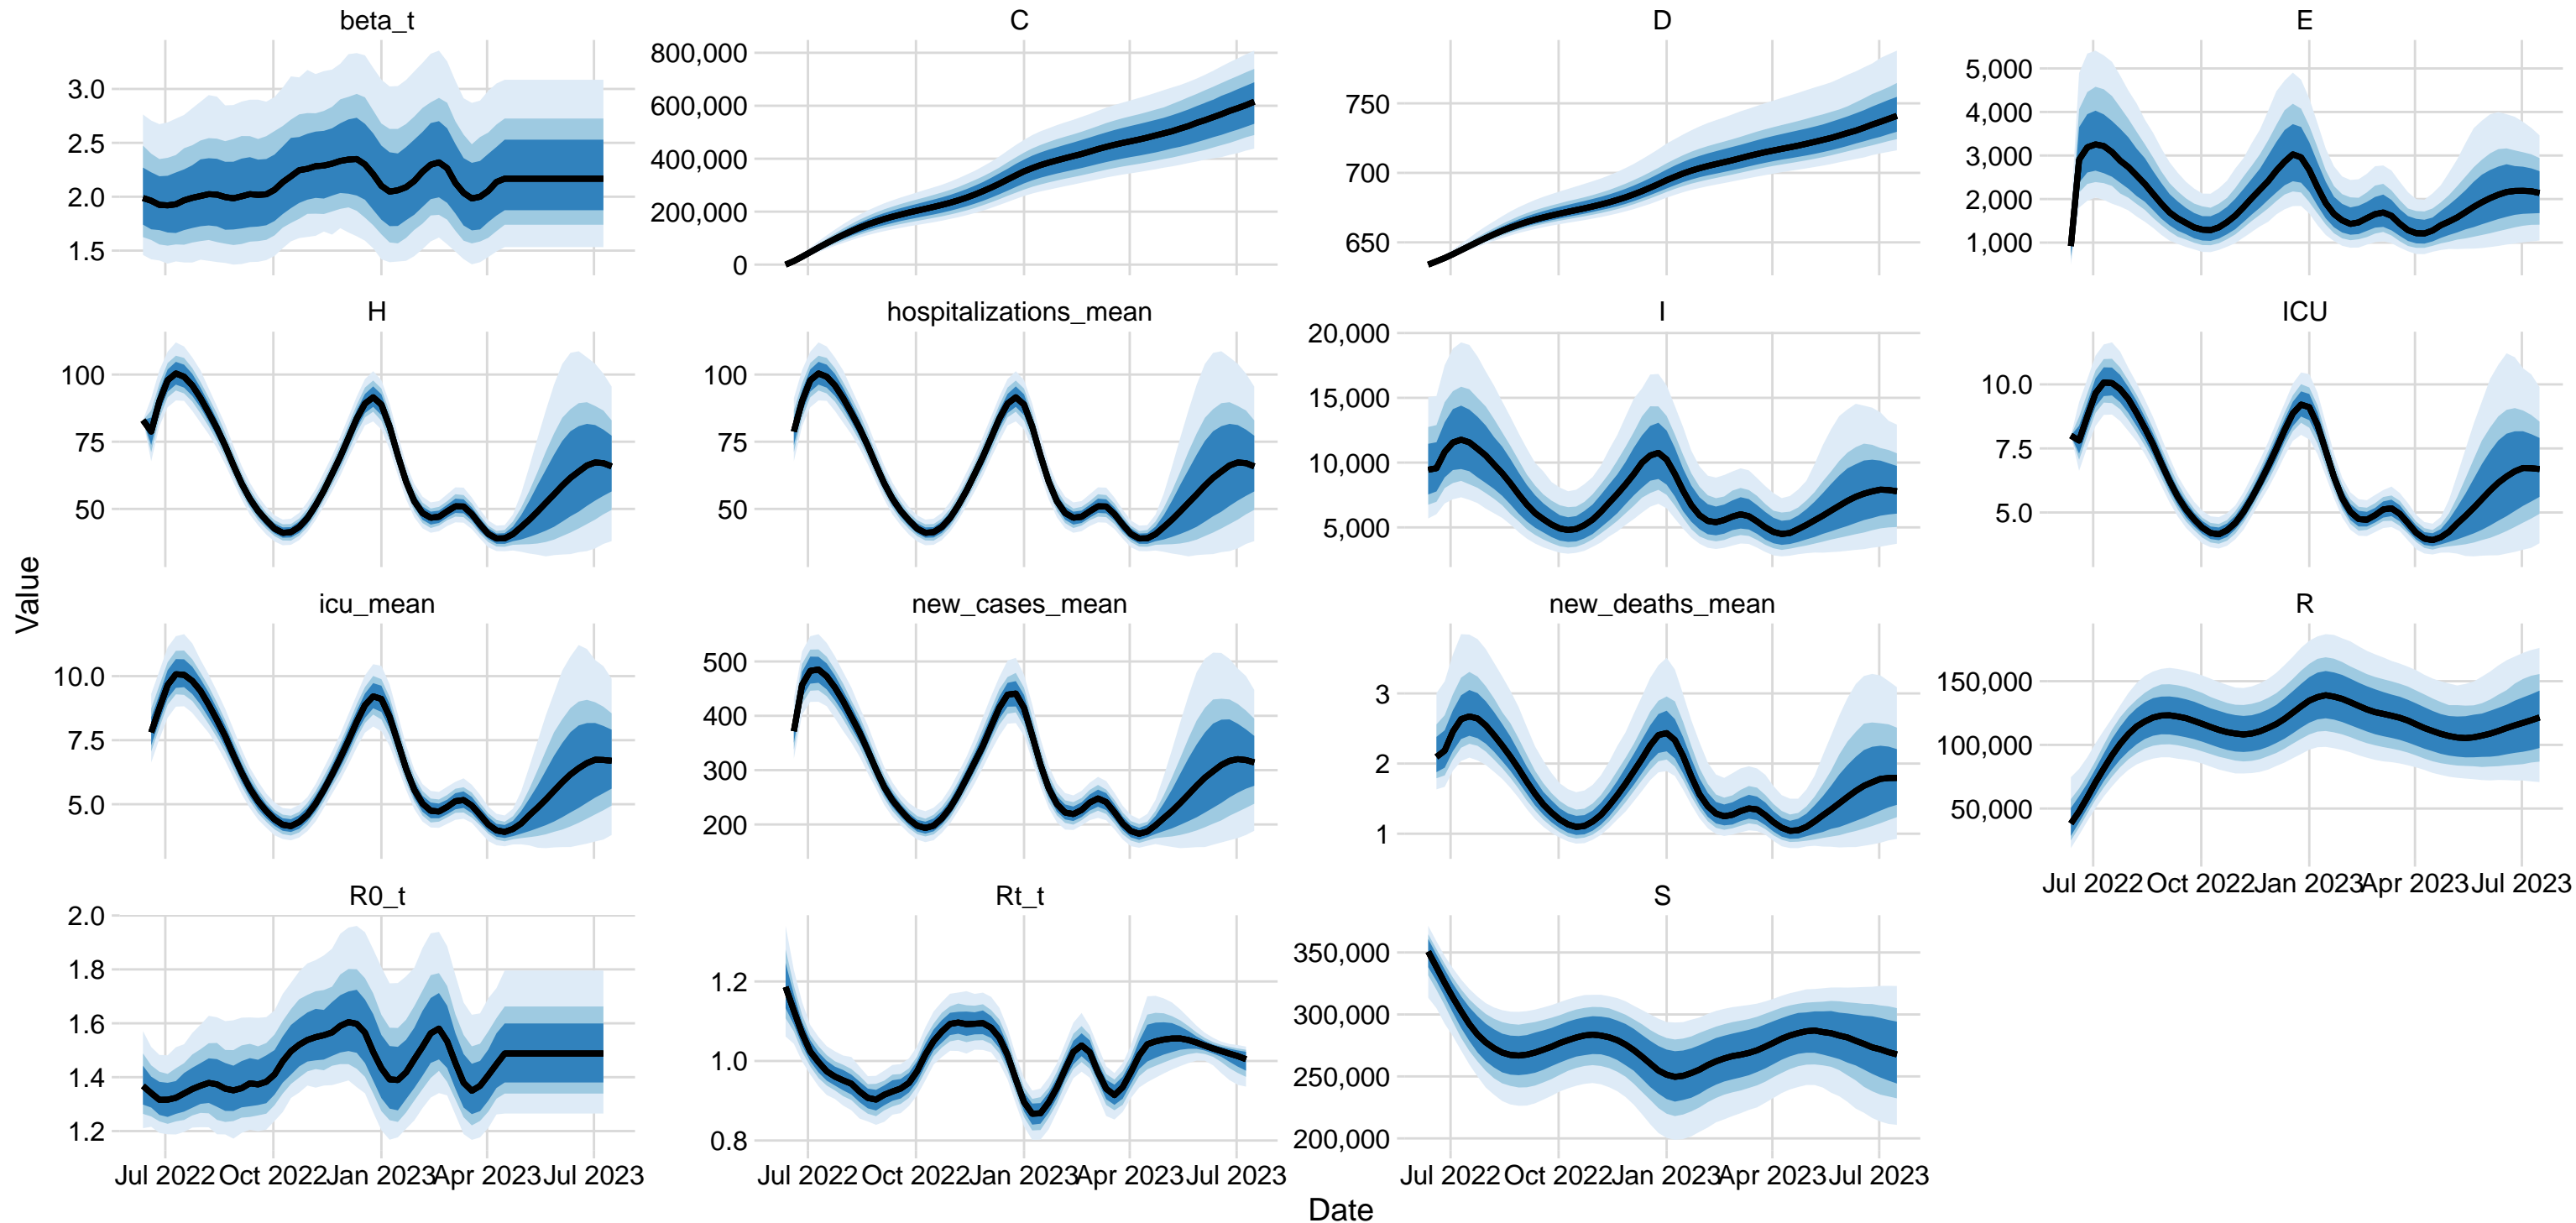 beta_t
C
D
E
3.0
2.5
2.0
1.5
800,000
600,000
400,000
200,000
0
750
700
650
5,000
4,000
3,000
2,000
1,000
H
hospitalizations_mean
I
ICU
100
75
50
100
75
50
20,000
15,000
10,000
5,000
10.0
7.5
5.0
Value
icu_mean
new_cases_mean
new_deaths_mean
R
10.0
7.5
5.0
500
400
300
200
3
2
1
150,000
100,000
50,000
Jul 2022 Oct 2022 Jan 2023 Apr 2023 Jul 2023
R0_t
Rt_t
S
2.0
1.8
1.6
1.4
1.2
1.2
1.0
0.8
350,000
300,000
250,000
200,000
Jul 2022 Oct 2022 Jan 2023 Apr 2023 Jul 2023
Jul 2022 Oct 2022 Jan 2023 Apr 2023 Jul 2023
Jul 2022 Oct 2022 Jan 2023 Apr 2023 Jul 2023
Date